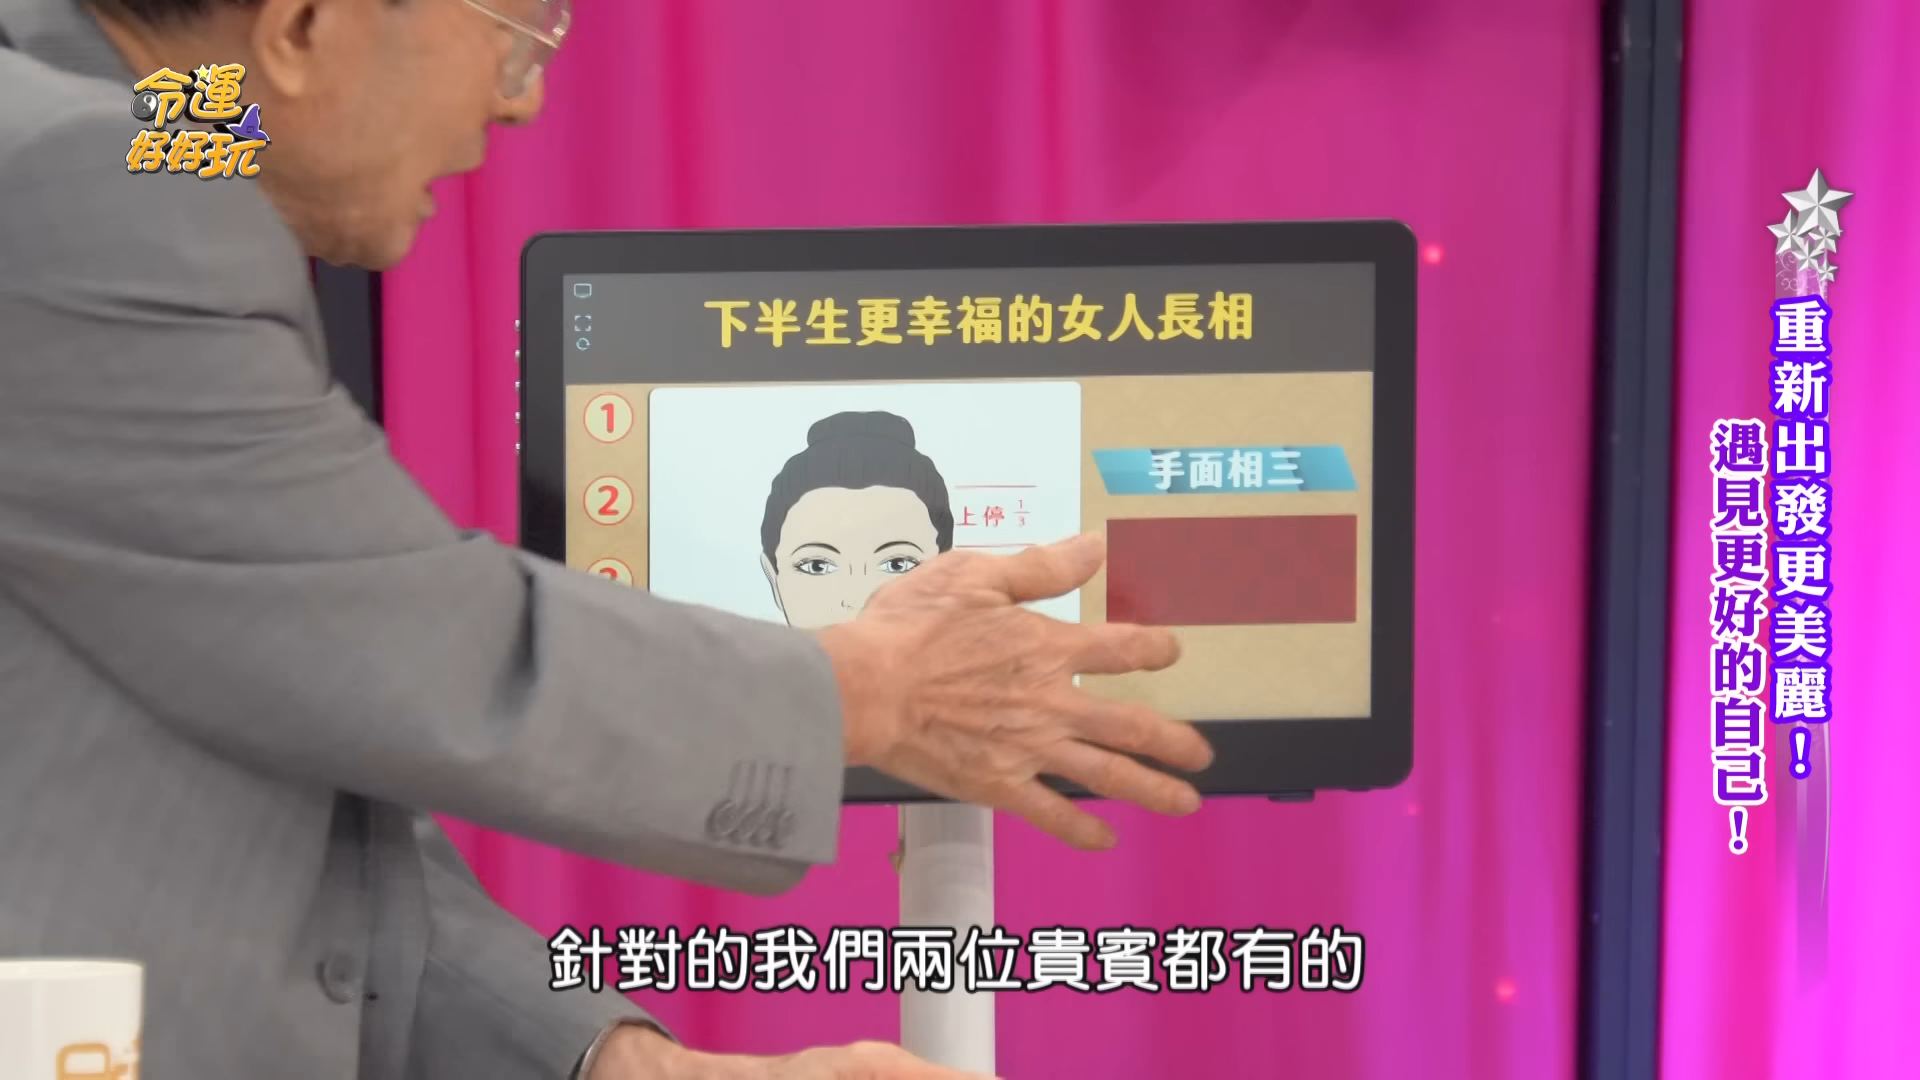 命運
好好玩
下半生更幸福的女人長相
1
2
上停 1/3
手面相三
重新出發更美麗！
遇見更好的自己！
針對的我們兩位貴賓都有的